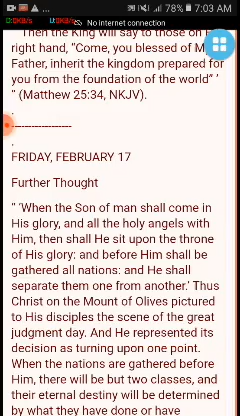 0:0KB/s U:0KB/s No internet connection 78% 7:03 AM
"Then the King will say to those on H
right hand, "Come, you blessed of M
Father, inherit the kingdom prepared for
you from the foundation of the world" '
" (Matthew 25:34, NKJV).
.
-------------------
.
FRIDAY, FEBRUARY 17
Further Thought
" 'When the Son of man shall come in
His glory, and all the holy angels with
Him, then shall He sit upon the throne
of His glory: and before Him shall be
gathered all nations: and He shall
separate them one from another.' Thus
Christ on the Mount of Olives pictured
to His disciples the scene of the great
judgment day. And He represented its
decision as turning upon one point.
When the nations are gathered before
Him, there will be but two classes, and
their eternal destiny will be determined
by what they have done or have